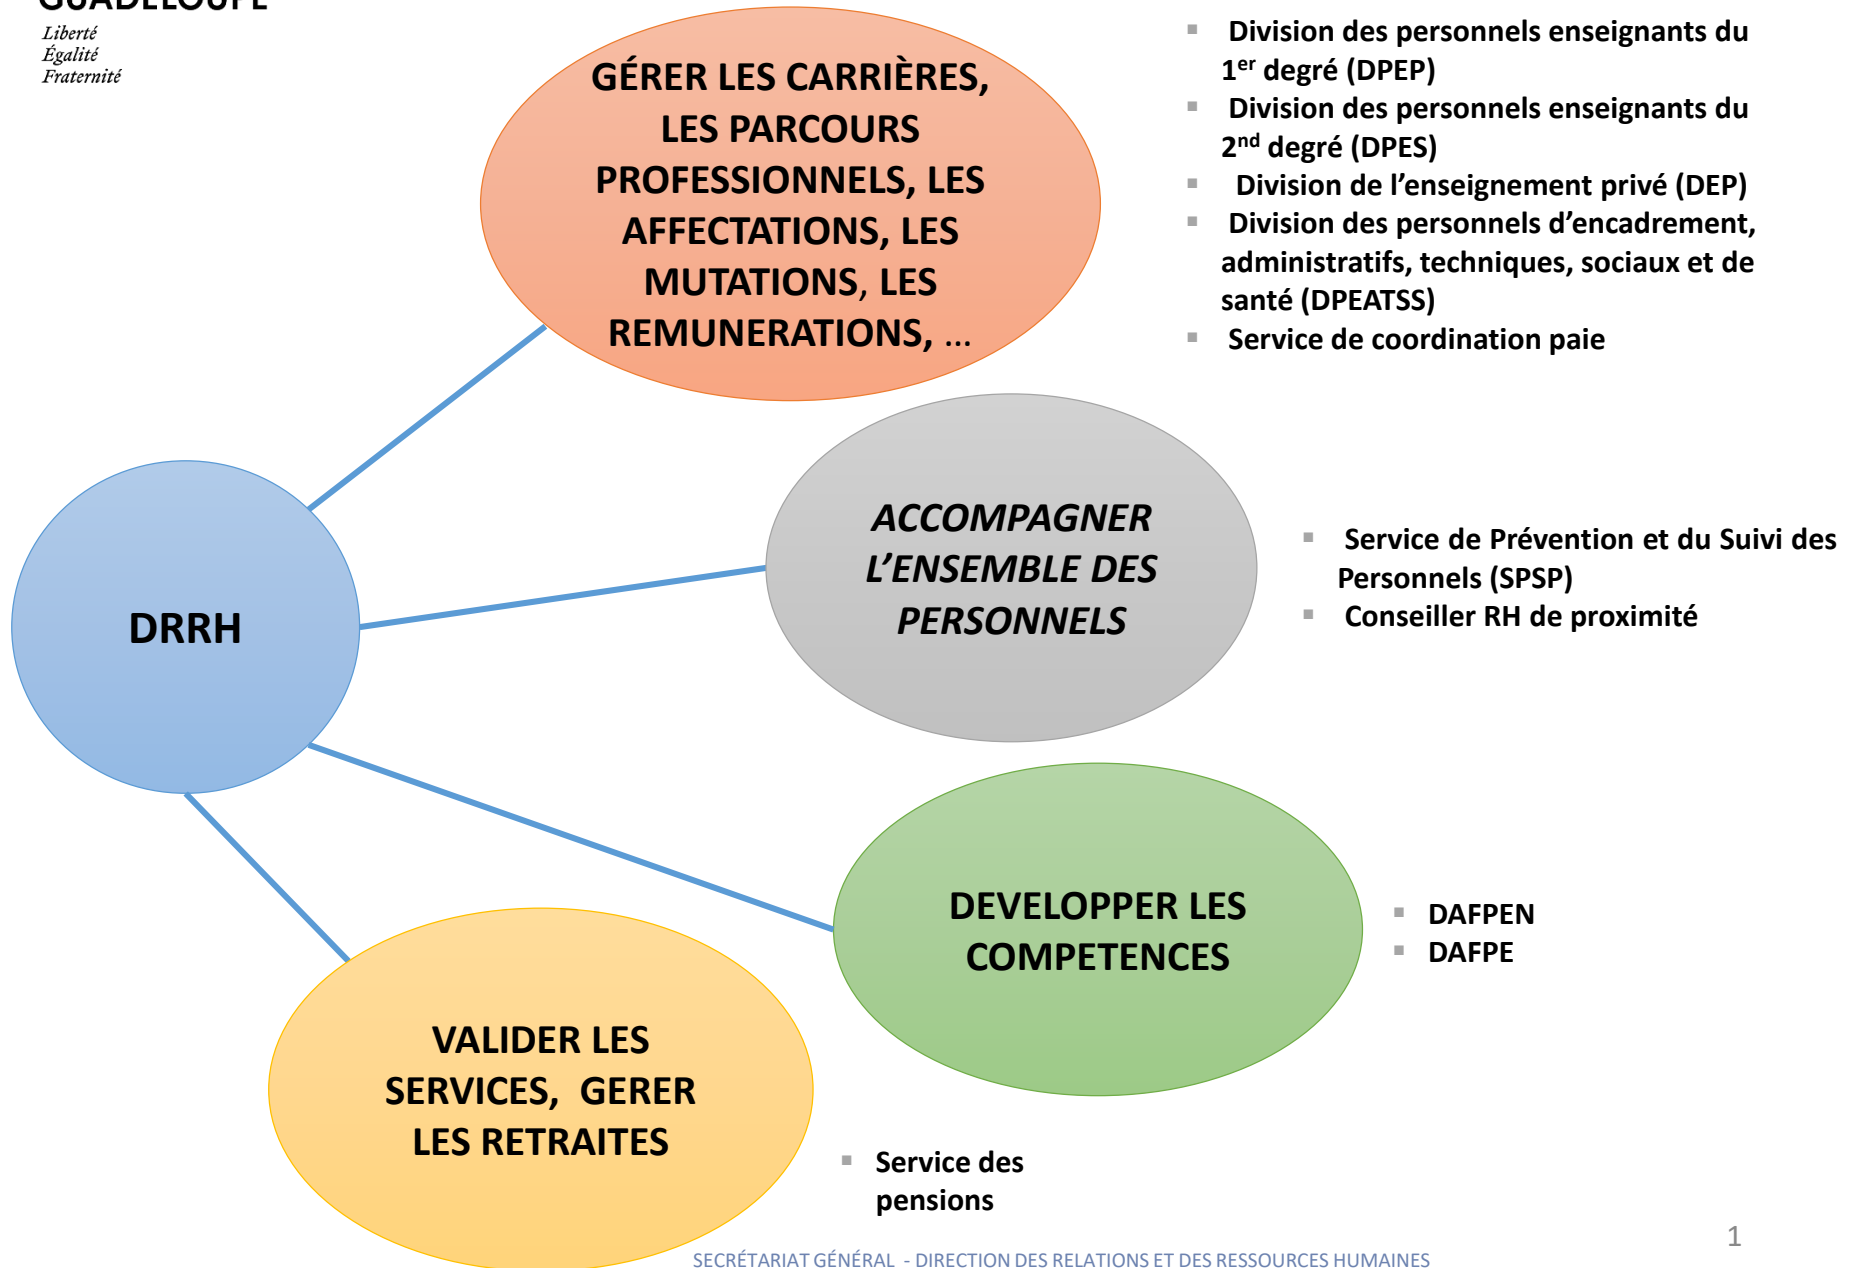 GUADELOUPE
Liberté
Égalité
Fraternité
GÉRER LES CARRIÈRES,
LES PARCOURS
PROFESSIONNELS, LES
AFFECTATIONS, LES
MUTATIONS, LES
REMUNERATIONS, ...
▪ Division des personnels enseignants du
1er degré (DPEP)
▪ Division des personnels enseignants du
2nd degré (DPES)
▪ Division de l’enseignement privé (DEP)
▪ Division des personnels d’encadrement,
administratifs, techniques, sociaux et de
santé (DPEATSS)
▪ Service de coordination paie
DRRH
ACCOMPAGNER
L’ENSEMBLE DES
PERSONNELS
▪ Service de Prévention et du Suivi des
Personnels (SPSP)
▪ Conseiller RH de proximité
DEVELOPPER LES
COMPETENCES
▪ DAFPEN
▪ DAFPE
VALIDER LES
SERVICES, GERER
LES RETRAITES
▪ Service des
pensions
SECRÉTARIAT GÉNÉRAL - DIRECTION DES RELATIONS ET DES RESSOURCES HUMAINES
1